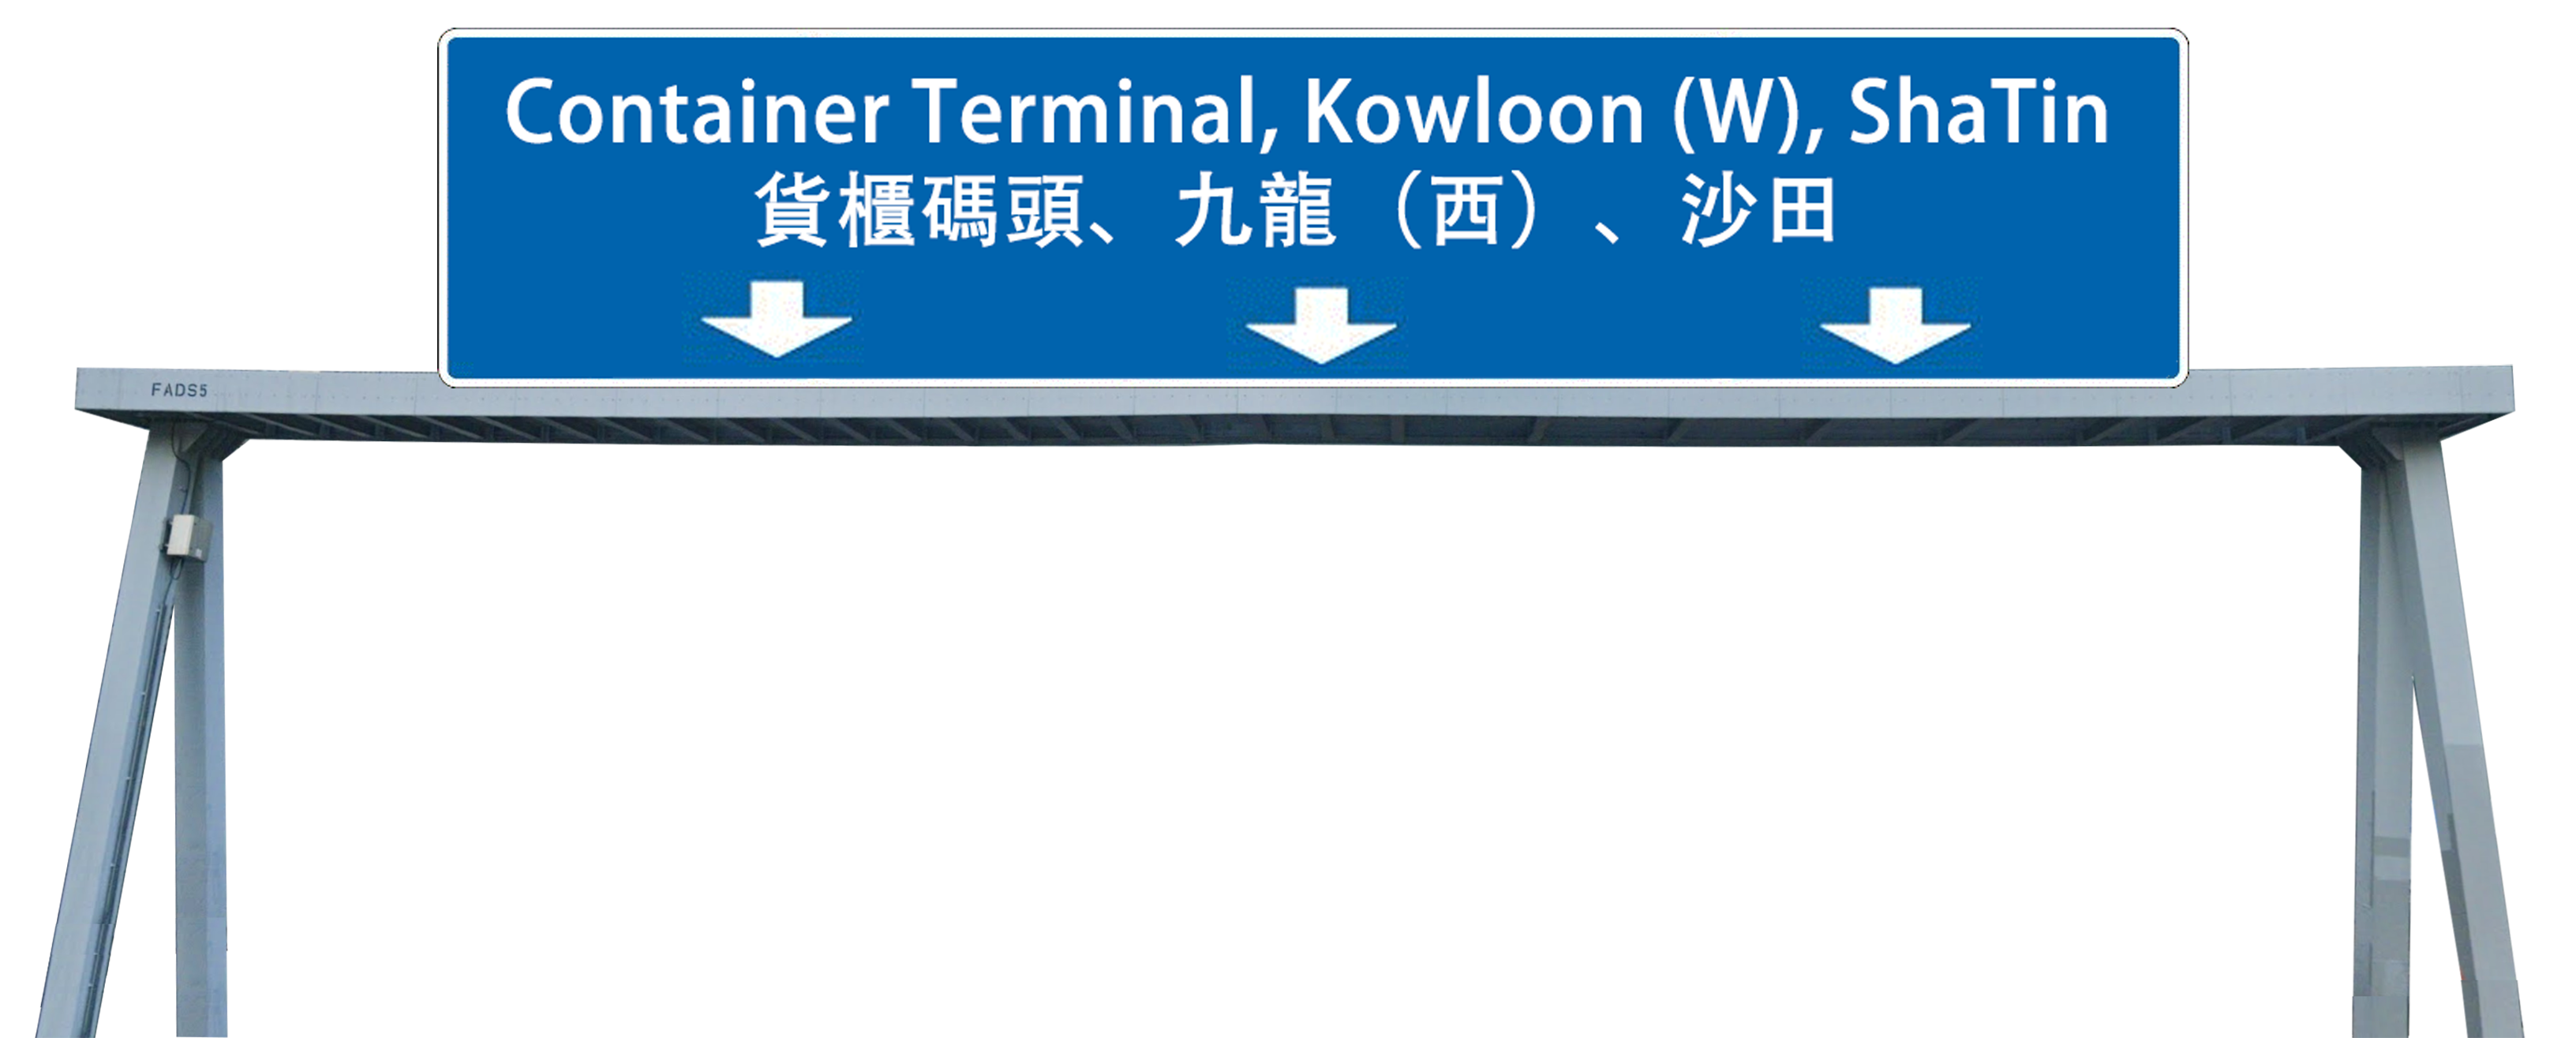 Container Terminal, Kowloon (W), ShaTin
貨櫃碼頭、九龍（西）、沙田
FADS5